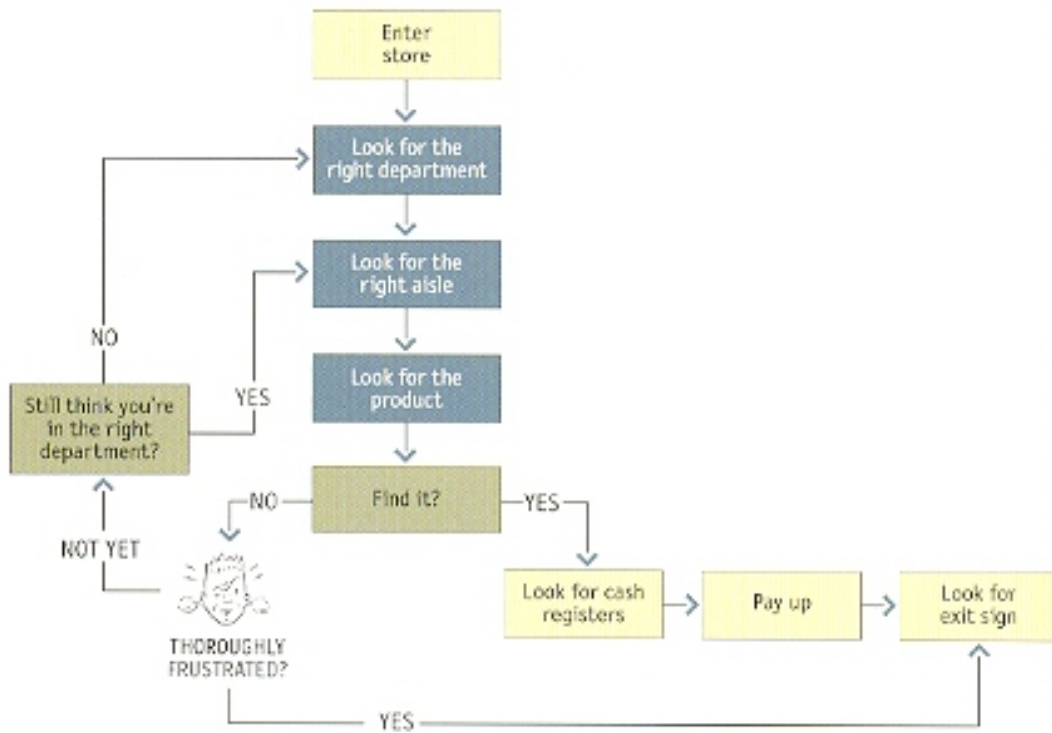 Enter
store
Look for the
right department
Look for the
right aisle
NO
Look for the
product
YES
Still think you're
in the right
department?
Find it?
NO
YES
NOT YET
Look for cash
registers
Pay up
Look for
exit sign
THOROUGHLY
FRUSTRATED?
YES